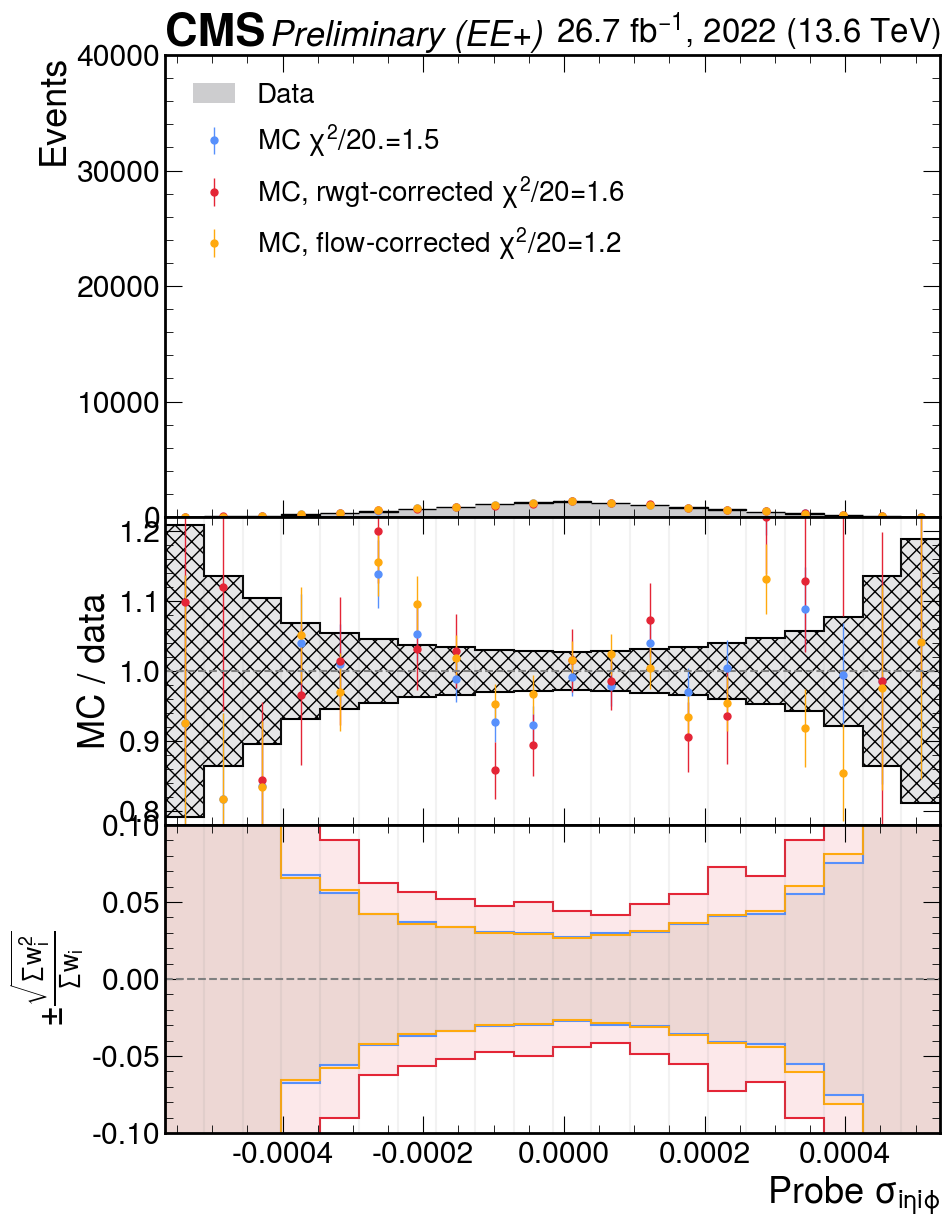 CMS Preliminary (EE+) 26.7 fb⁻¹, 2022 (13.6 TeV)
Events
40000
30000
20000
10000
0
Data
MC χ²/20.=1.5
MC, rwgt-corrected χ²/20=1.6
MC, flow-corrected χ²/20=1.2
MC / data
1.2
1.1
1.0
0.9
0.8
±√Σwᵢ²/Σwᵢ
0.10
0.05
0.00
-0.05
-0.10
-0.0004 -0.0002 0.0000 0.0002 0.0004
Probe σᵢηᵢϕ